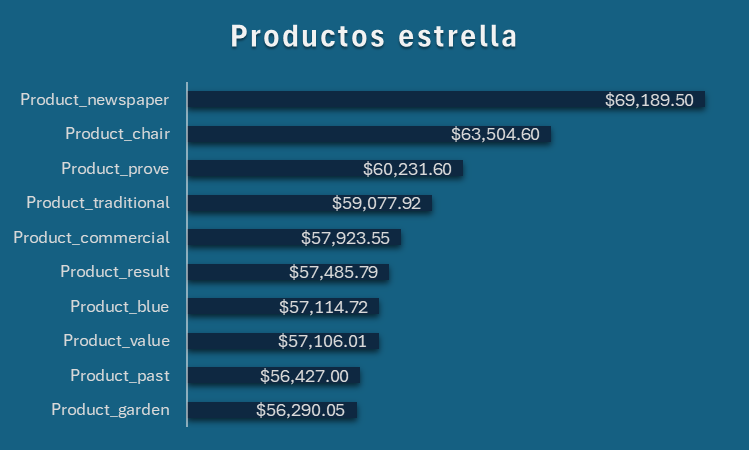 Productos estrella
Product_newspaper $69,189.50
Product_chair $63,504.60
Product_prove $60,231.60
Product_traditional $59,077.92
Product_commercial $57,923.55
Product_result $57,485.79
Product_blue $57,114.72
Product_value $57,106.01
Product_past $56,427.00
Product_garden $56,290.05